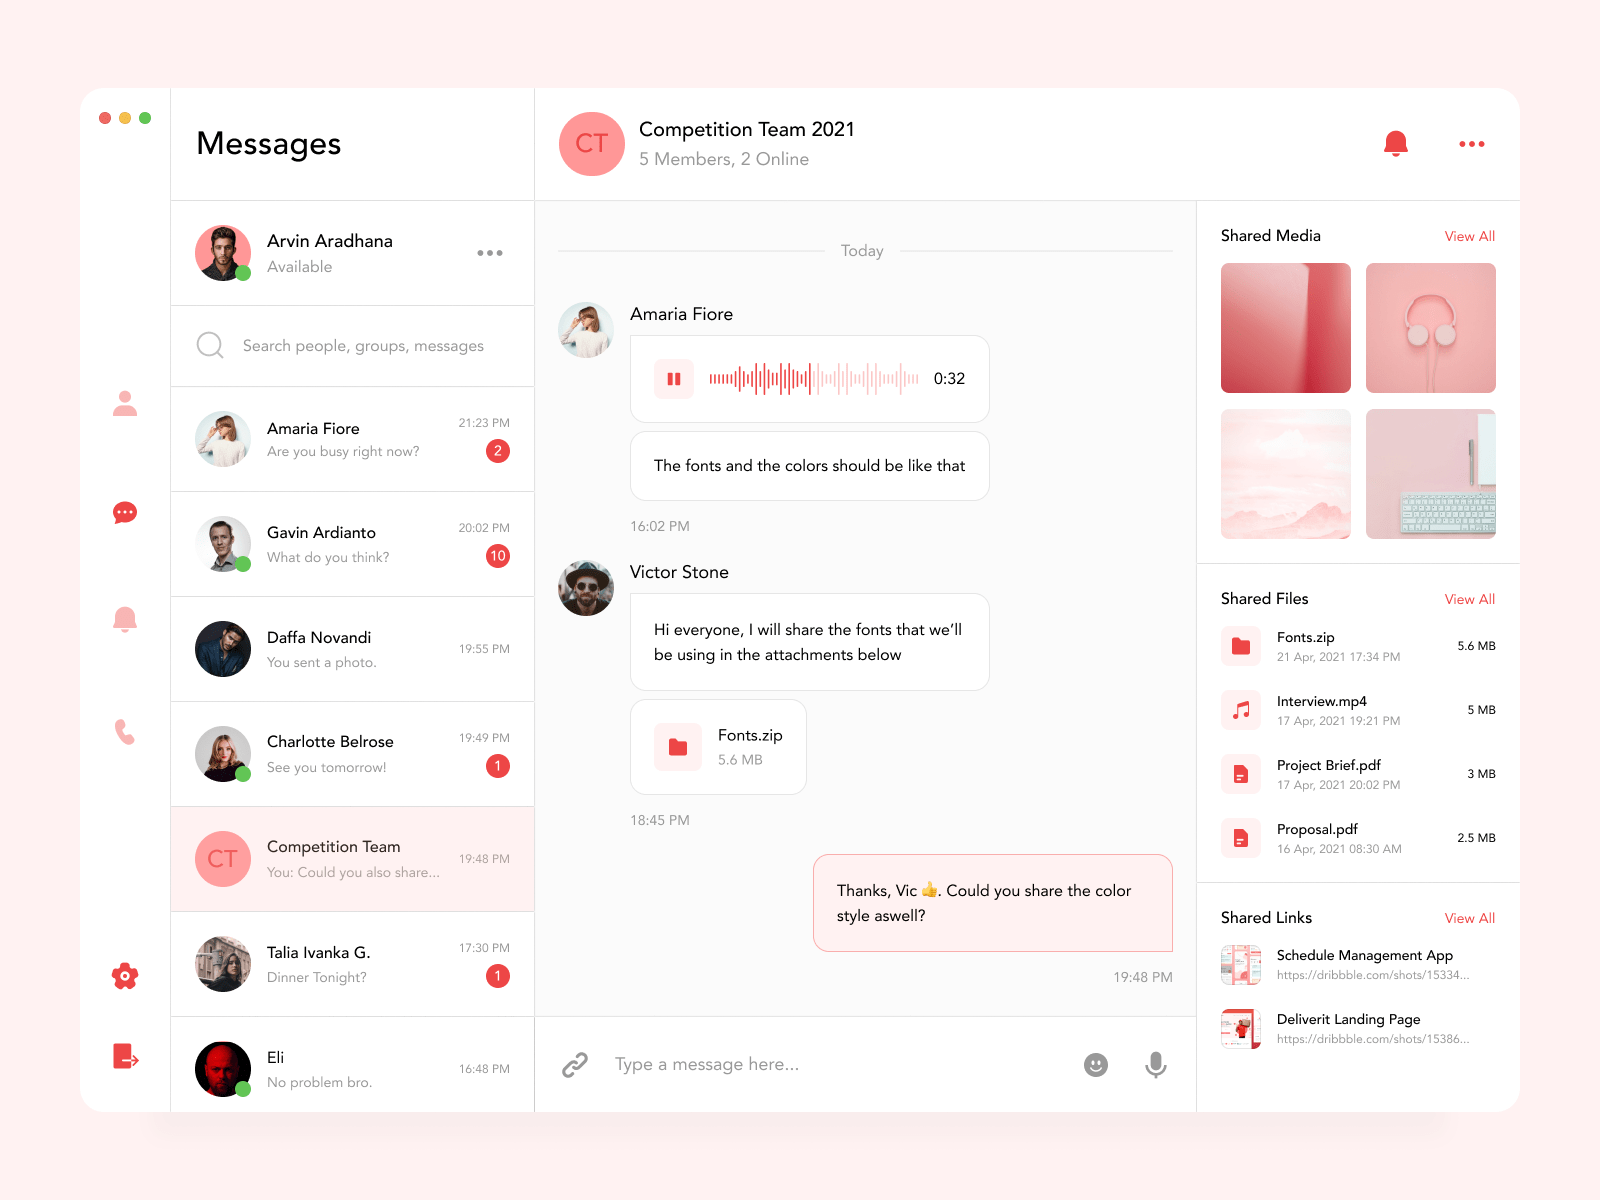 Messages
Arvin Aradhana
Available
Search people, groups, messages
Amaria Fiore
21:23 PM
Are you busy right now?
2
Gavin Ardianto
20:02 PM
What do you think?
10
Daffa Novandi
You sent a photo.
19:55 PM
Charlotte Belrose
19:49 PM
See you tomorrow!
1
CT
Competition Team
You: Could you also share...
19:48 PM
Talia Ivanka G.
17:30 PM
Dinner Tonight?
1
Eli
No problem bro.
16:48 PM
CT
Competition Team 2021
5 Members, 2 Online
Today
Amaria Fiore
0:32
The fonts and the colors should be like that
16:02 PM
Victor Stone
Hi everyone, I will share the fonts that we’ll
be using in the attachments below
Fonts.zip
5.6 MB
18:45 PM
Thanks, Vic 👍. Could you share the color
style aswell?
19:48 PM
Type a message here...
Shared Media
View All
Shared Files
View All
Fonts.zip
21 Apr, 2021 17:34 PM
5.6 MB
Interview.mp4
17 Apr, 2021 19:21 PM
5 MB
Project Brief.pdf
17 Apr, 2021 20:02 PM
3 MB
Proposal.pdf
16 Apr, 2021 08:30 AM
2.5 MB
Shared Links
View All
Schedule Management App
https://dribbble.com/shots/15334...
Deliverit Landing Page
https://dribbble.com/shots/15386...